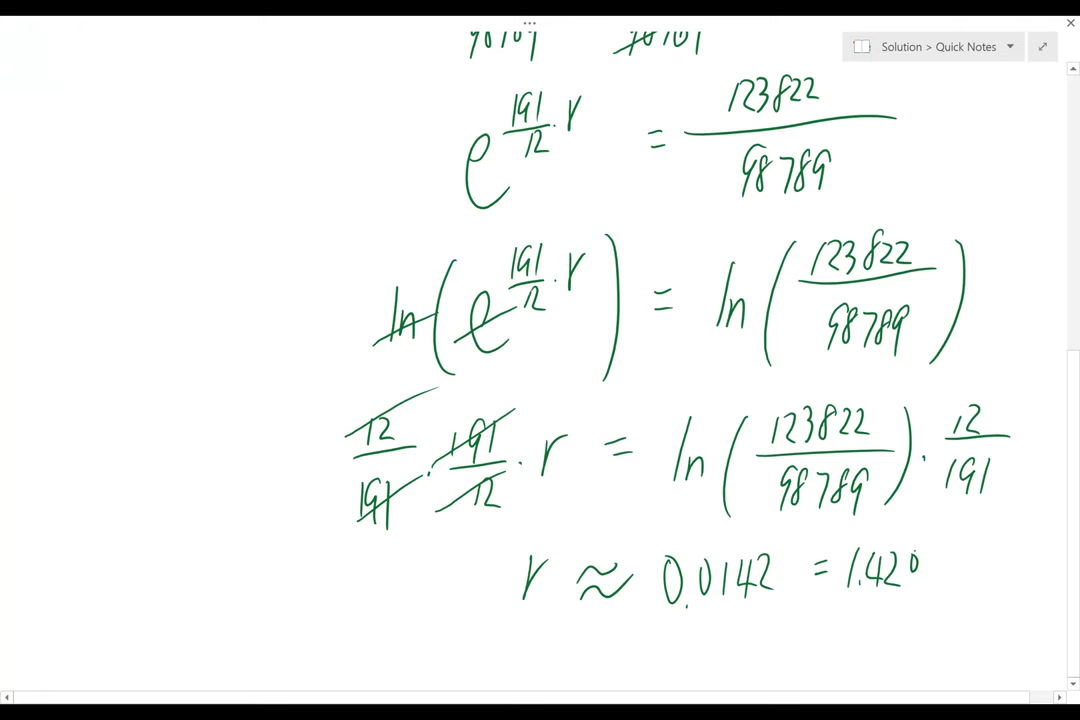 Solution > Quick Notes
e^{191/12 · r} = 123822/98789
ln(e^{191/12 · r}) = ln(123822/98789)
12/191 · 191/12 · r = ln(123822/98789) · 12/191
r ≈ 0.0142 = 1.420